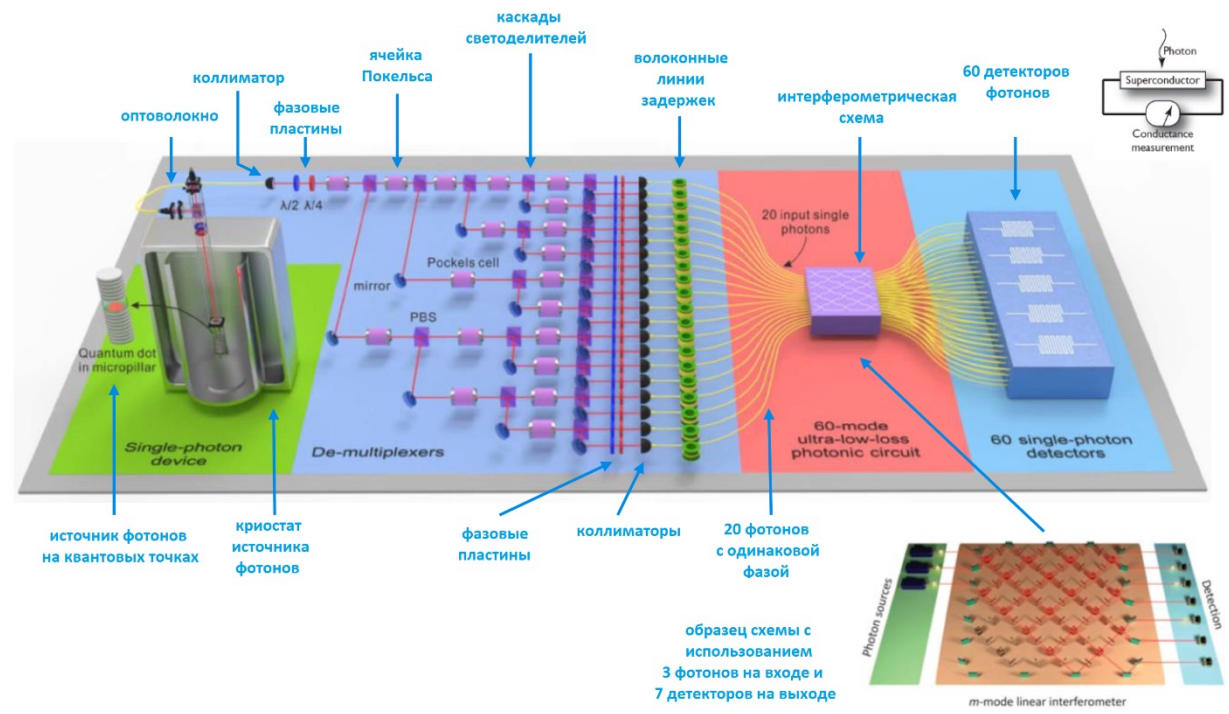 каскады
светоделителей
ячейка
Покельса
волоконные
линии
задержек
60 детекторов
фотонов
Photon
Superconductor
Conductance
measurement
коллиматор
фазовые
пластины
оптоволокно
интерферометрическая
схема
λ/2 λ/4
20 input single
photons
Pockels cell
mirror
PBS
Quantum dot
in micropillar
Single-photon
device
De-multiplexers
60-mode
ultra-low-loss
photonic circuit
60 single-photon
detectors
источник фотонов
на квантовых точках
криостат
источника
фотонов
фазовые
пластины
коллиматоры
20 фотонов
с одинаковой
фазой
образец схемы с
использованием
3 фотонов на входе и
7 детекторов на выходе
Photon sources
Detection
m-mode linear interferometer